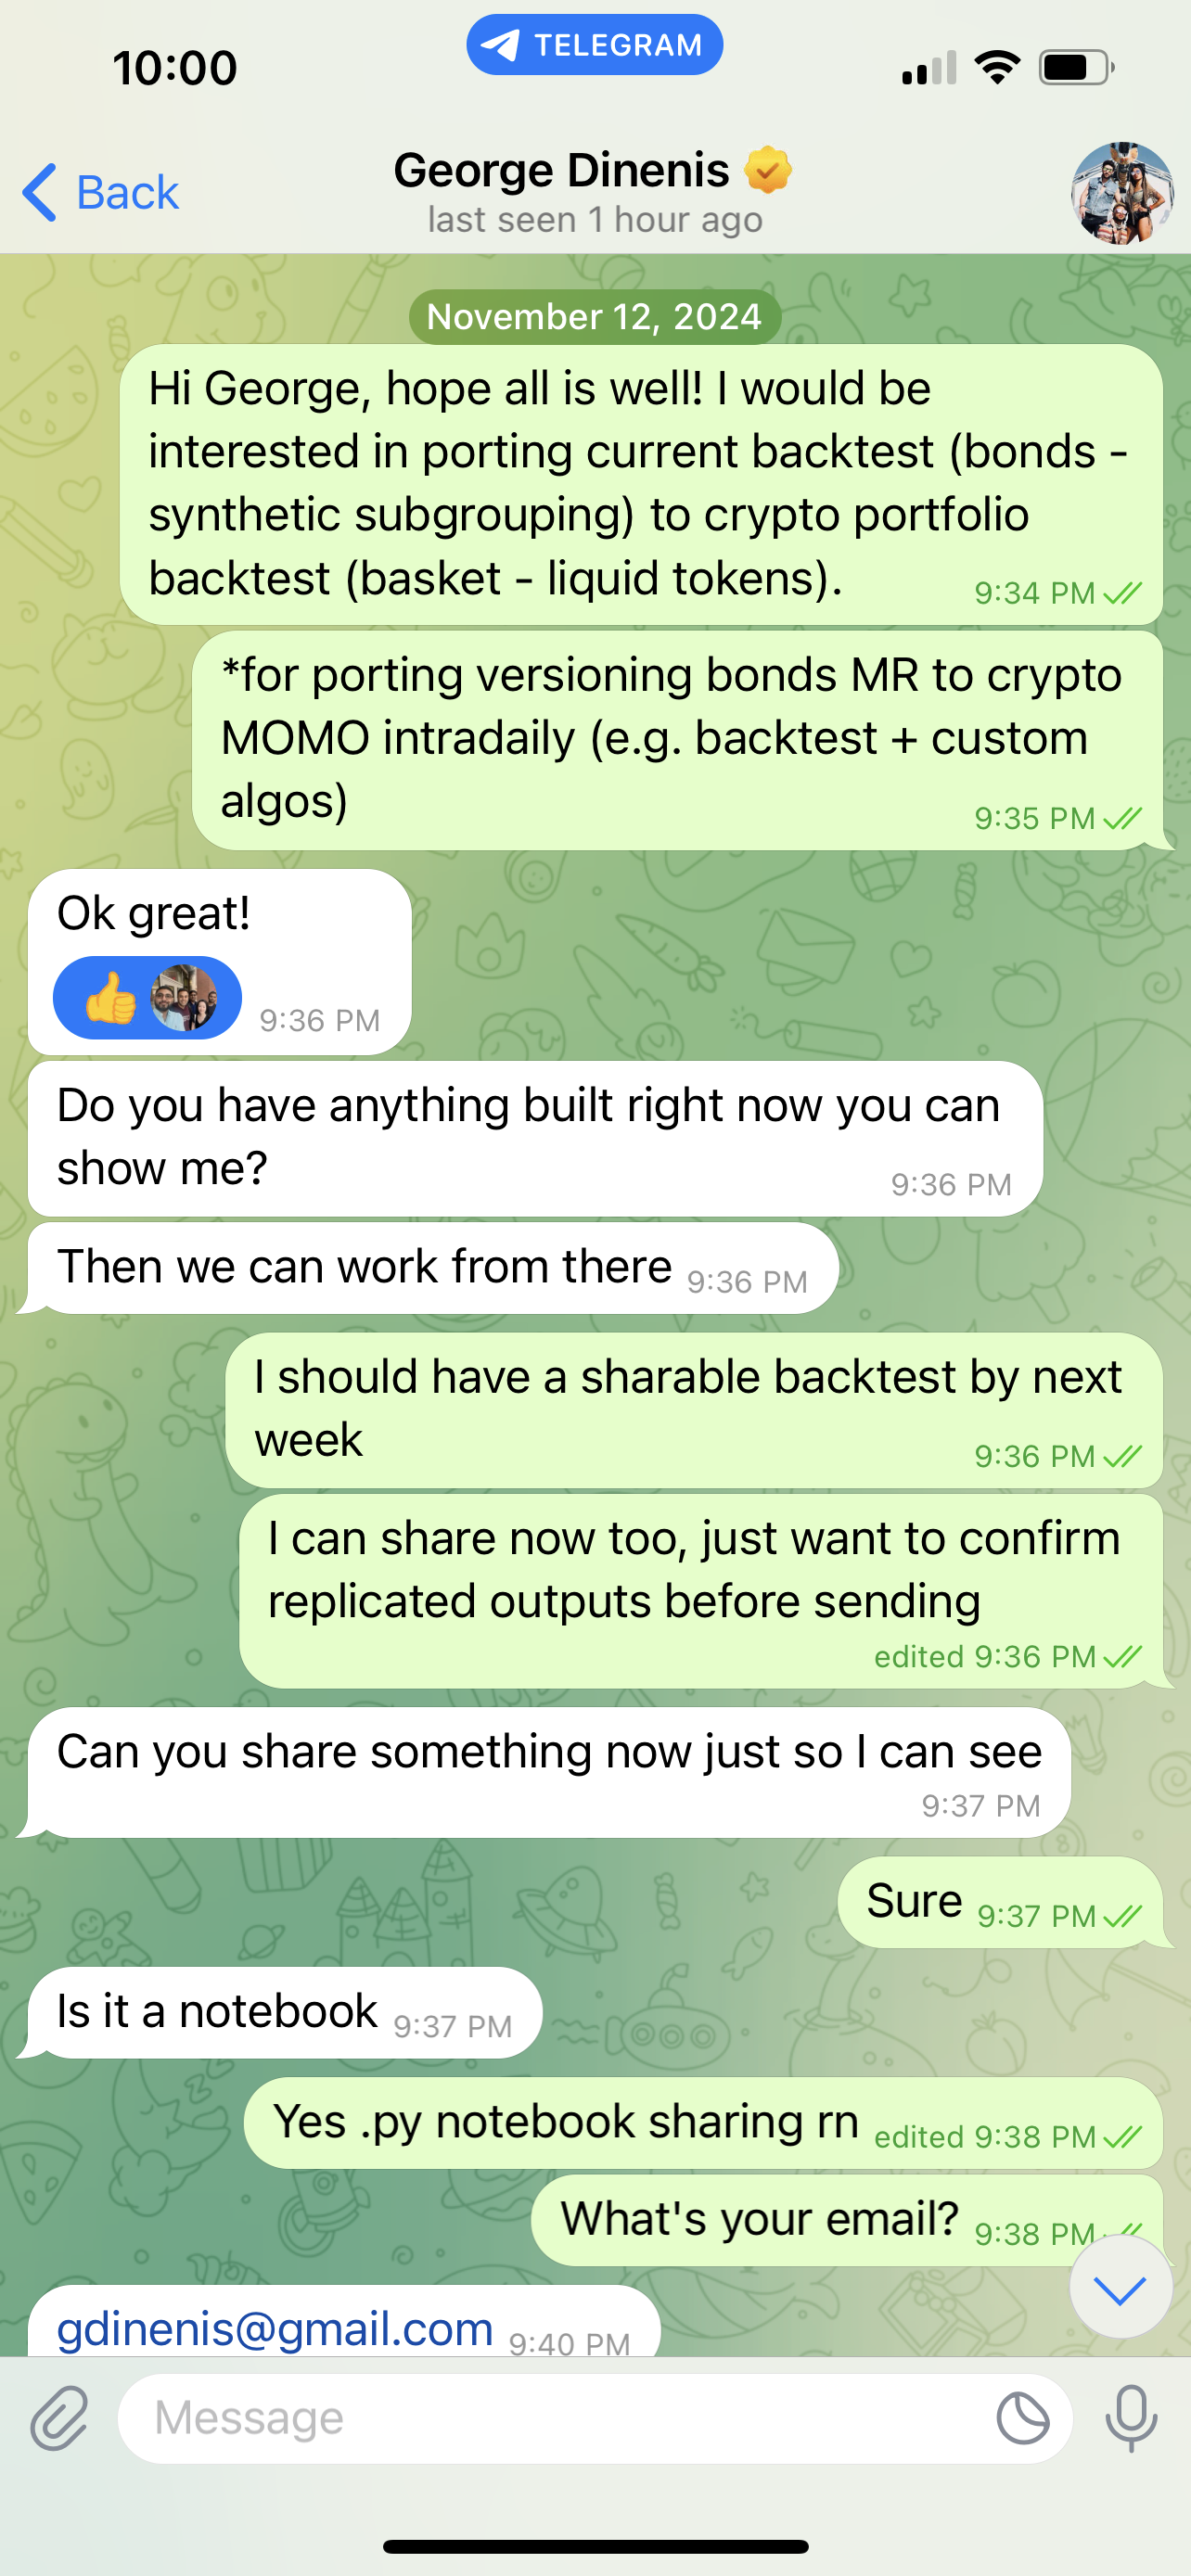 10:00
TELEGRAM
Back
George Dinenis
last seen 1 hour ago
November 12, 2024
Hi George, hope all is well! I would be
interested in porting current backtest (bonds -
synthetic subgrouping) to crypto portfolio
backtest (basket - liquid tokens).
9:34 PM
*for porting versioning bonds MR to crypto
MOMO intradaily (e.g. backtest + custom
algos)
9:35 PM
Ok great!
9:36 PM
Do you have anything built right now you can
show me?
9:36 PM
Then we can work from there 9:36 PM
I should have a sharable backtest by next
week
9:36 PM
I can share now too, just want to confirm
replicated outputs before sending
edited 9:36 PM
Can you share something now just so I can see
9:37 PM
Sure 9:37 PM
Is it a notebook 9:37 PM
Yes .py notebook sharing rn edited 9:38 PM
What's your email? 9:38 PM
gdinenis@gmail.com 9:40 PM
Message